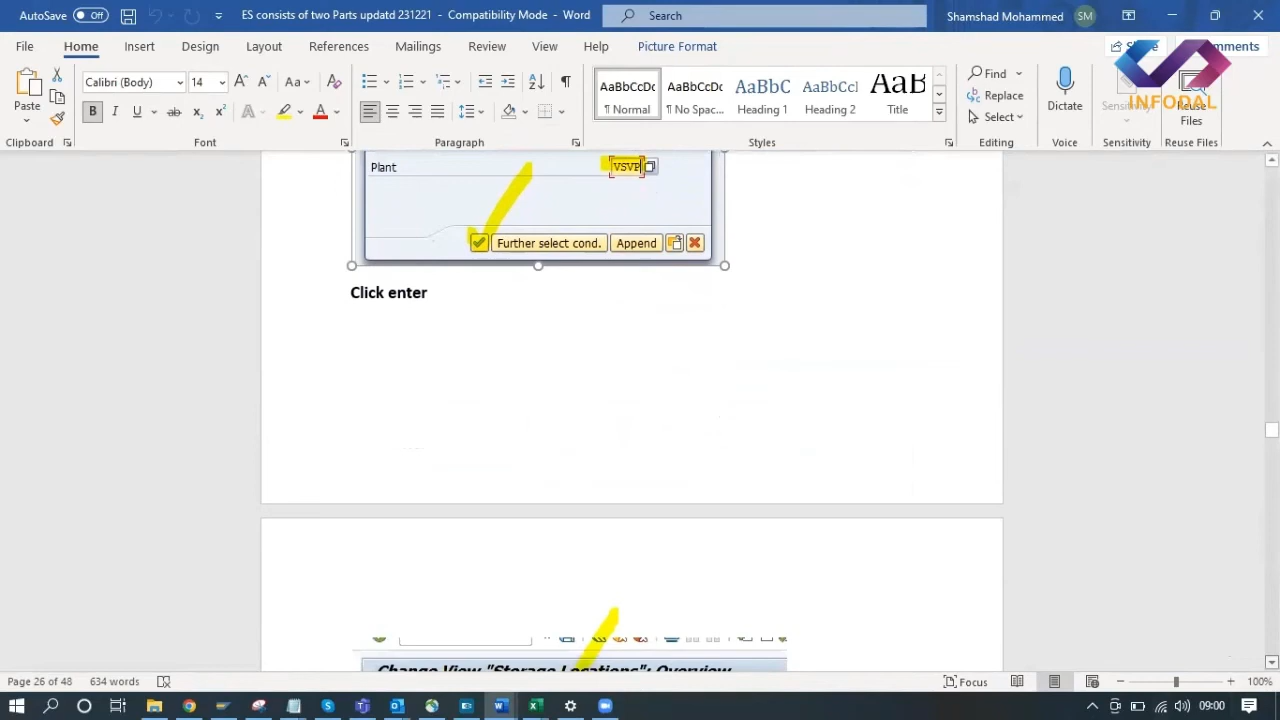 AutoSave Off ES consists of two Parts updatd 231221 - Compatibility Mode - Word Search Shamshad Mohammed SM
File Home Insert Design Layout References Mailings Review View Help Picture Format Share Comments
INFODAL
Paste
Calibri (Body) 14
AaBbCcDc AaBbCcDc AaBbC AaBbCcI AaB
¶ Normal ¶ No Spac... Heading 1 Heading 2 Title
Find
Replace
Select
Dictate
Sensitivity
Reuse Files
Clipboard Font Paragraph Styles Editing Voice Sensitivity Reuse Files
Plant VSVP
Further select cond. Append
Click enter
Change View "Storage Locations": Overview
Page 26 of 48 634 words Focus 100%
09:00